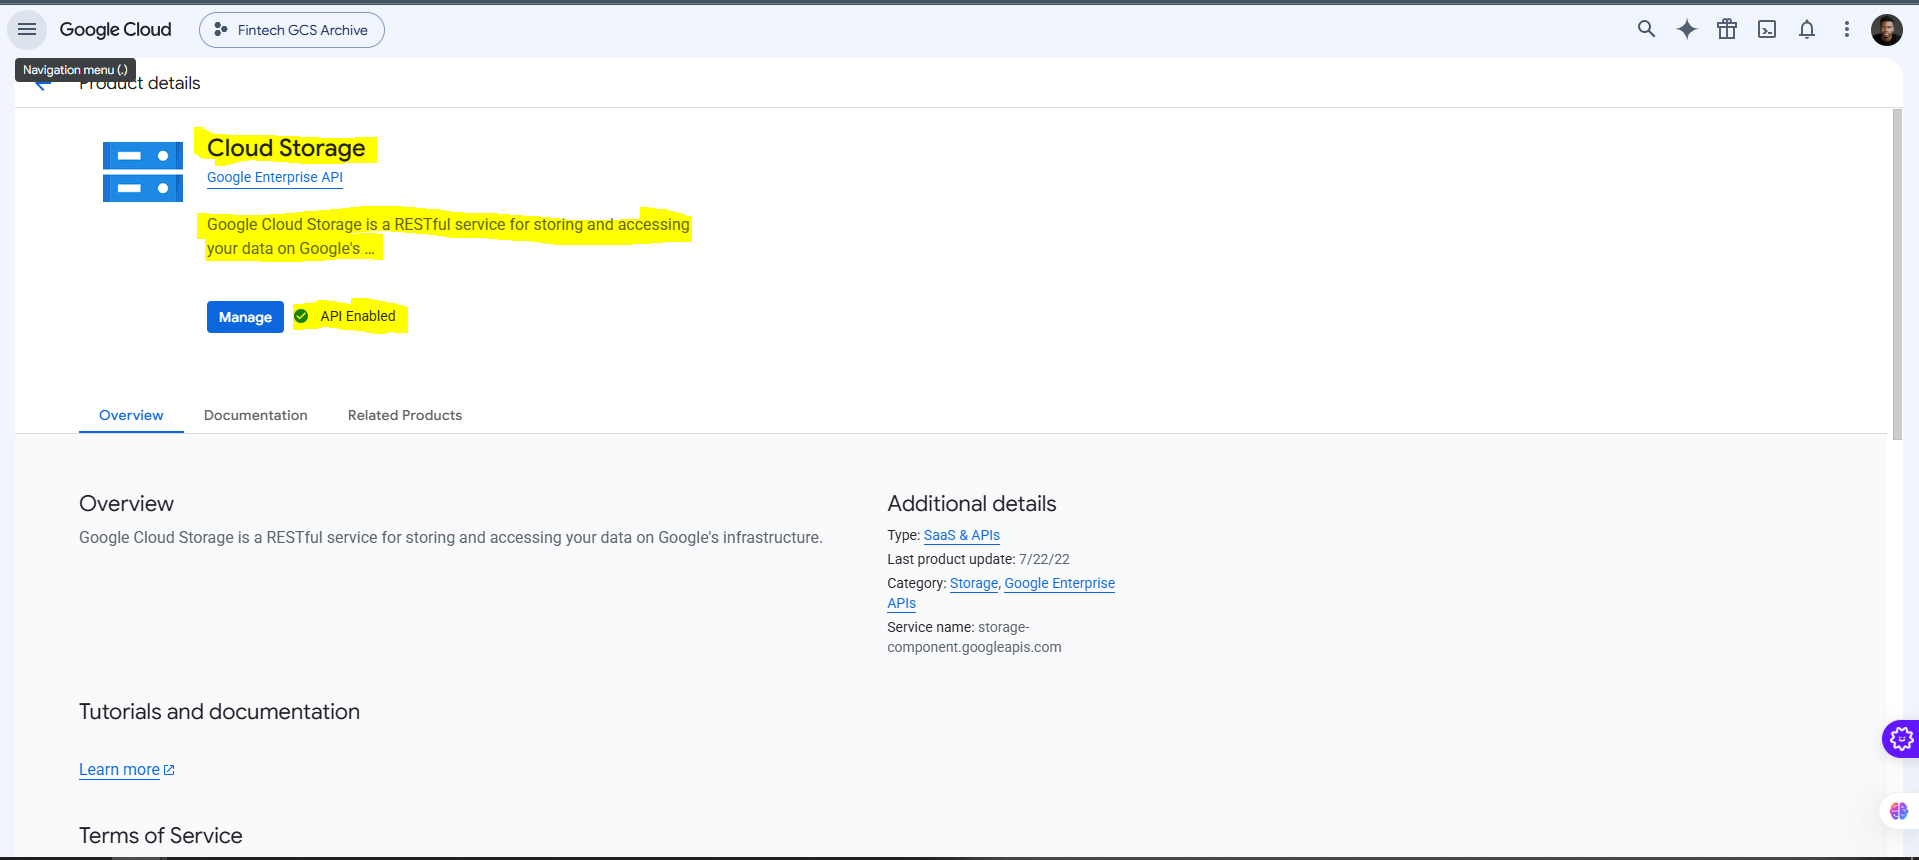 Google Cloud
Fintech GCS Archive
Navigation menu (.)
Product details
Cloud Storage
Google Enterprise API
Google Cloud Storage is a RESTful service for storing and accessing
your data on Google's ...
Manage
API Enabled
Overview
Documentation
Related Products
Overview
Google Cloud Storage is a RESTful service for storing and accessing your data on Google's infrastructure.
Additional details
Type: SaaS & APIs
Last product update: 7/22/22
Category: Storage, Google Enterprise
APIs
Service name: storage-
component.googleapis.com
Tutorials and documentation
Learn more
Terms of Service